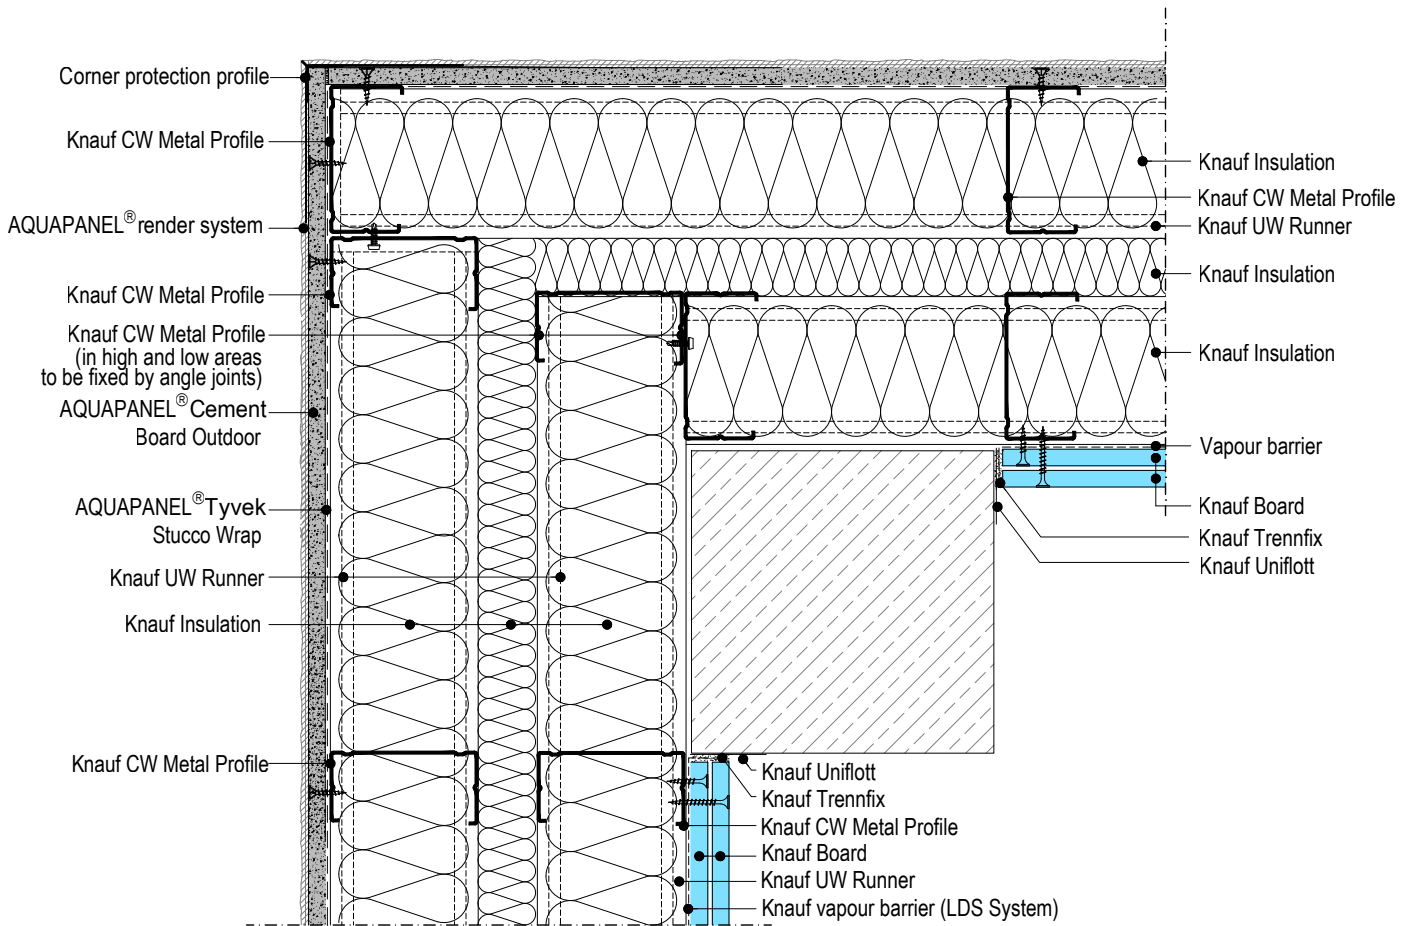 Corner protection profile
Knauf CW Metal Profile
AQUAPANEL® render system
Knauf CW Metal Profile
Knauf CW Metal Profile
(in high and low areas
to be fixed by angle joints)
AQUAPANEL® Cement
Board Outdoor
AQUAPANEL® Tyvek
Stucco Wrap
Knauf UW Runner
Knauf Insulation
Knauf CW Metal Profile
Knauf Insulation
Knauf CW Metal Profile
Knauf UW Runner
Knauf Insulation
Knauf Insulation
Vapour barrier
Knauf Board
Knauf Trennfix
Knauf Uniflott
Knauf Uniflott
Knauf Trennfix
Knauf CW Metal Profile
Knauf Board
Knauf UW Runner
Knauf vapour barrier (LDS System)